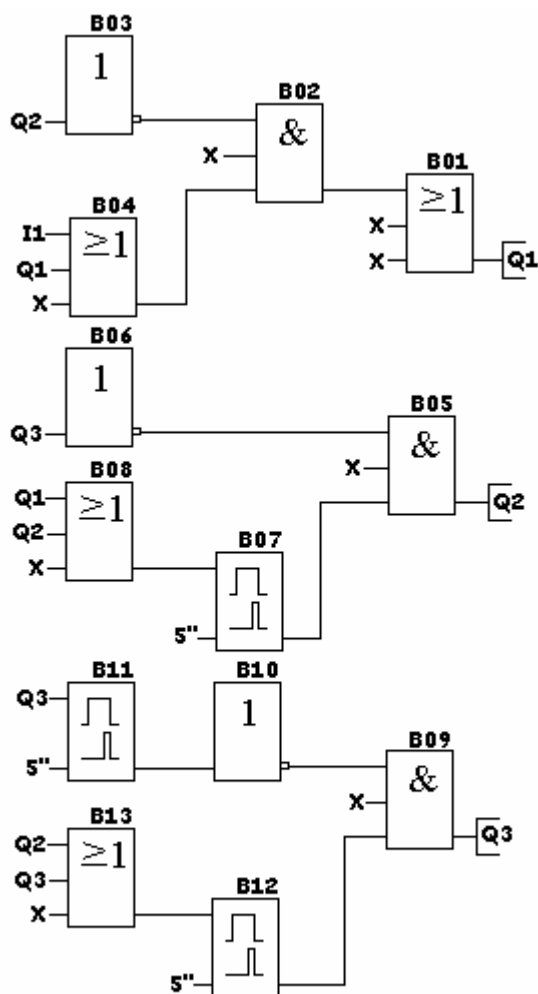 B03
1
Q2
B02
&
X
B01
≥1
X
X
Q1
B04
I1
≥1
Q1
X
B06
1
Q3
B05
&
X
Q2
B08
Q1
≥1
Q2
X
B07
5"
B11
Q3
5"
B10
1
B09
&
X
Q3
B13
Q2
≥1
Q3
X
B12
5"